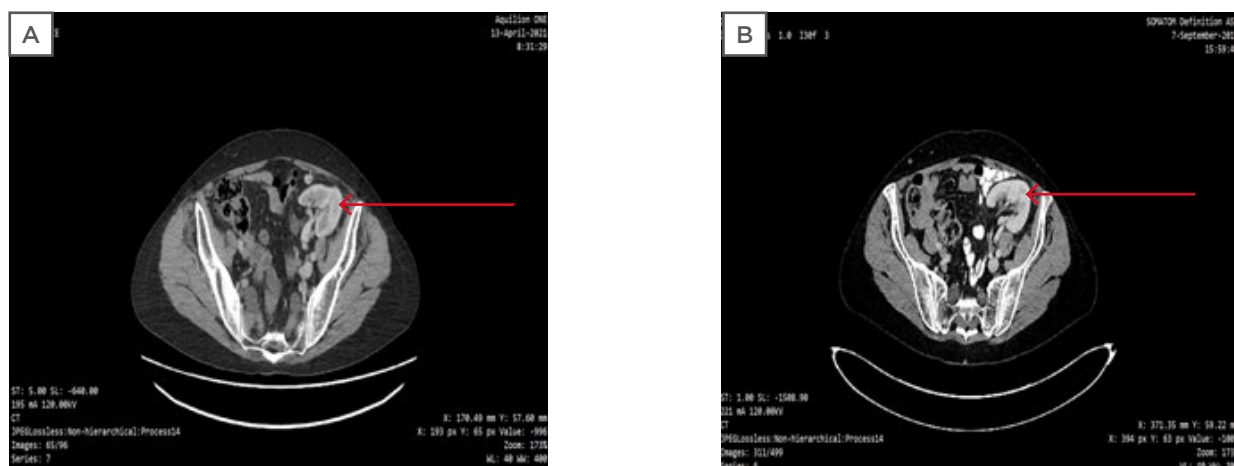 A
TE
Aquilion ONE
13-April-2021
8:31:29
ST: 5.00 SL: -640.00
195 mA 120.00kV
CT
JPEGLossless:Non-hierarchical:Process14
Images: 65/96
Series: 7
X: 170.49 mm Y: 57.60 mm
X: 193 px Y: 65 px Value: -996
Zoom: 173%
WL: 40 WW: 400
B
1.0 I30f 3
SOMATOM Definition AS
7-September-201
15:59:4
ST: 1.00 SL: -1508.90
221 mA 120.00kV
CT
JPEGLossless:Non-hierarchical:Process14
Images: 311/499
X: 371.35 mm Y: 59.22 m
X: 394 px Y: 63 px Value: -100
Zoom: 173